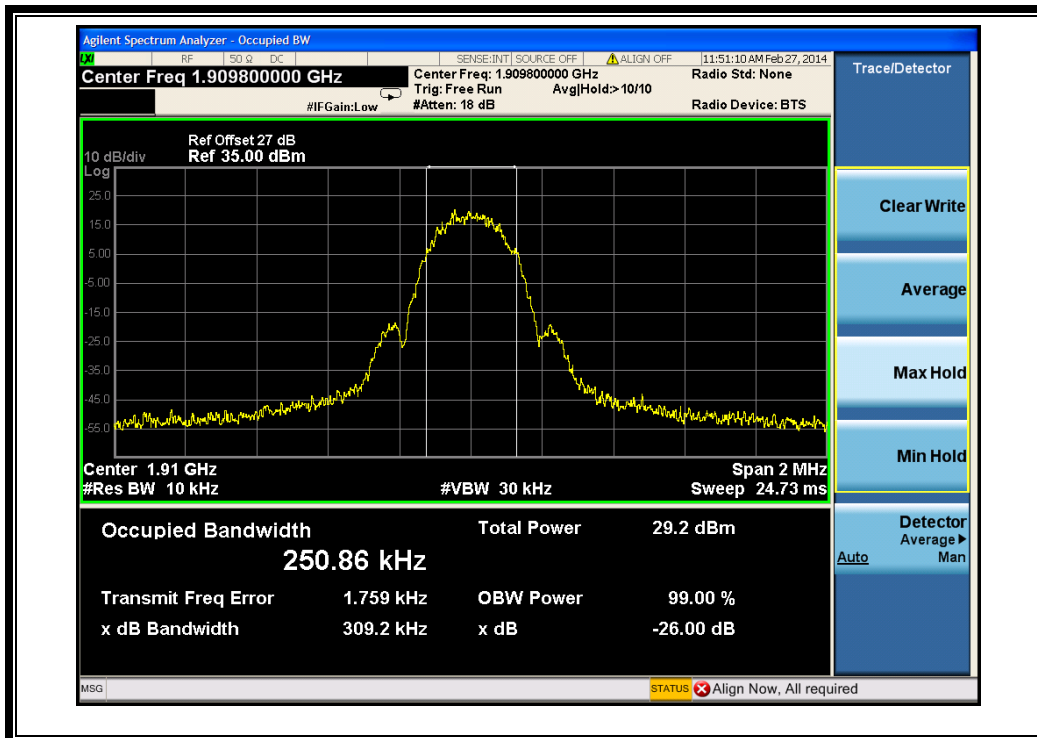 Agilent Spectrum Analyzer - Occupied BW
LXI RF 50 Ω DC SENSE:INT SOURCE OFF ALIGN OFF 11:51:10 AM Feb 27, 2014
Center Freq 1.909800000 GHz
Center Freq: 1.909800000 GHz
Radio Std: None
Trig: Free Run Avg|Hold:>10/10
#IFGain:Low
#Atten: 18 dB
Radio Device: BTS
Trace/Detector
Ref Offset 27 dB
10 dB/div Ref 35.00 dBm
Log
25.0
15.0
5.00
-5.00
-15.0
-25.0
-35.0
-45.0
-55.0
Center 1.91 GHz Span 2 MHz
#Res BW 10 kHz #VBW 30 kHz Sweep 24.73 ms
Occupied Bandwidth Total Power 29.2 dBm
250.86 kHz
Transmit Freq Error 1.759 kHz OBW Power 99.00 %
x dB Bandwidth 309.2 kHz x dB -26.00 dB
Clear Write
Average
Max Hold
Min Hold
Detector
Average▶
Auto Man
MSG STATUS Align Now, All required